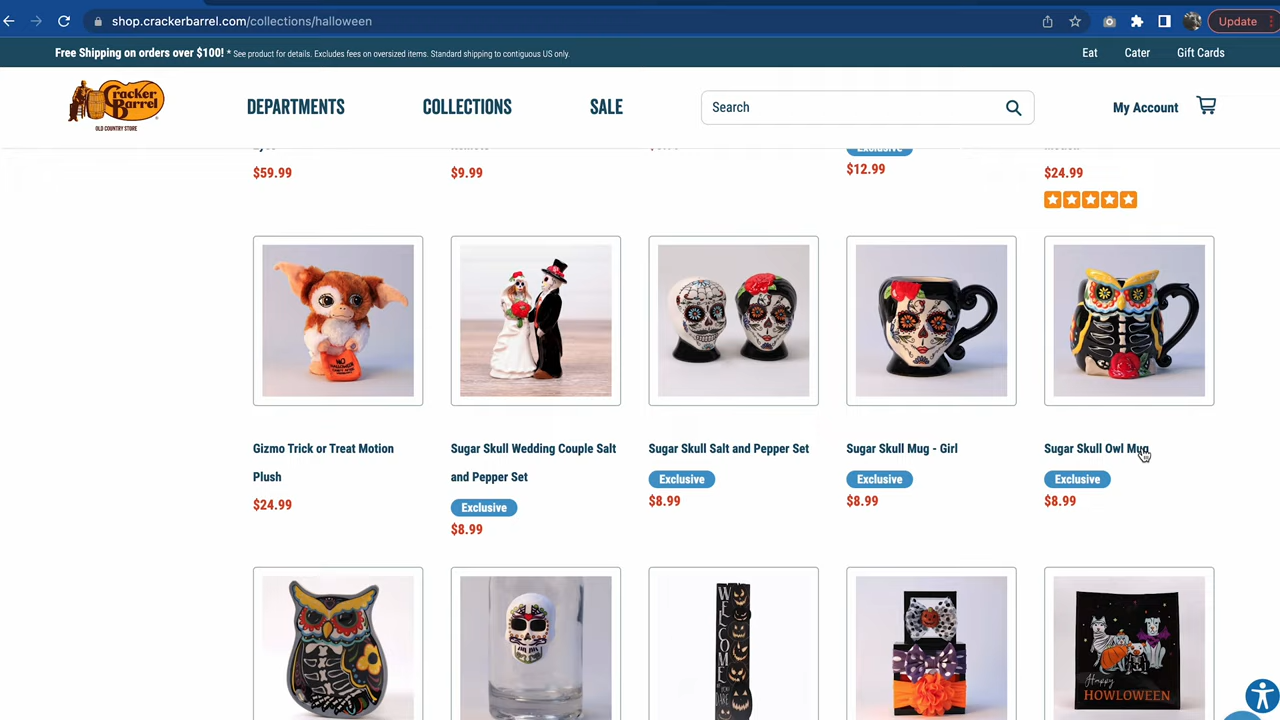 shop.crackerbarrel.com/collections/halloween
Update
Free Shipping on orders over $100! * See product for details. Excludes fees on oversized items. Standard shipping to contiguous US only.
Eat Cater Gift Cards
Cracker Barrel
OLD COUNTRY STORE
DEPARTMENTS COLLECTIONS SALE
Search
My Account
Exclusive
$59.99 $9.99 $12.99 $24.99
NO
Gizmo Trick or Treat Motion
Plush
$24.99
Sugar Skull Wedding Couple Salt
and Pepper Set
Exclusive
$8.99
Sugar Skull Salt and Pepper Set
Exclusive
$8.99
Sugar Skull Mug - Girl
Exclusive
$8.99
Sugar Skull Owl Mug
Exclusive
$8.99
WELCOME
Happy
HOWLOWEEN